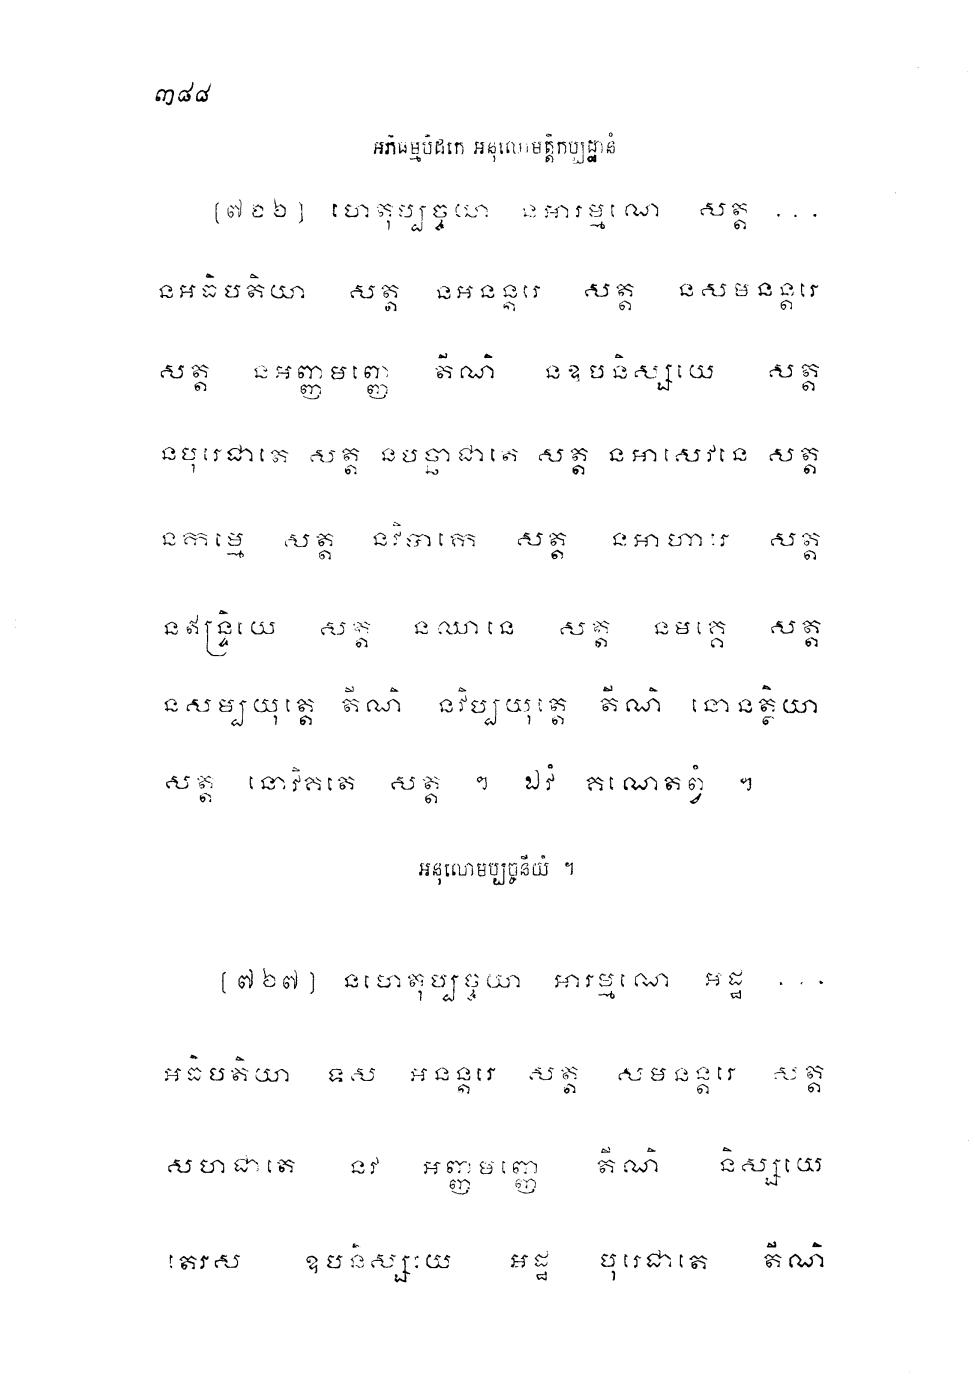 ៣៨៨
អភិធម្មបិដកេ អនុលោមត្តិកប្បដ្ឋានំ
[៧២៦] ហេតុប្បច្ចយា នអារម្មណេ សត្ត ...
នអធិបតិយា សត្ត នអនន្តរេ សត្ត នសមនន្តរេ
សត្ត នអញ្ញមញ្ញេ តីណិ នឧបនិស្សយេ សត្ត
នបុរេជាតេ សត្ត នបច្ឆាជាតេ សត្ត នអាសេវនេ សត្ត
នកម្មេ សត្ត នវិបាកេ សត្ត នអាហារេ សត្ត
នឥន្ទ្រិយេ សត្ត នឈានេ សត្ត នមគ្គេ សត្ត
នសម្បយុត្តេ តីណិ នវិប្បយុត្តេ តីណិ នោនត្ថិយា
សត្ត នោវិគតេ សត្ត ។ ឯវំ គណេតព្វំ ។
អនុលោមប្បច្ចនីយំ ។
[៧២៧] នហេតុប្បច្ចយា អារម្មណេ អដ្ឋ ...
អធិបតិយា ទស អនន្តរេ សត្ត សមនន្តរេ សត្ត
សហជាតេ នវ អញ្ញមញ្ញេ តីណិ និស្សយេ
តេរស ឧបនិស្សយេ អដ្ឋ បុរេជាតេ តីណិ